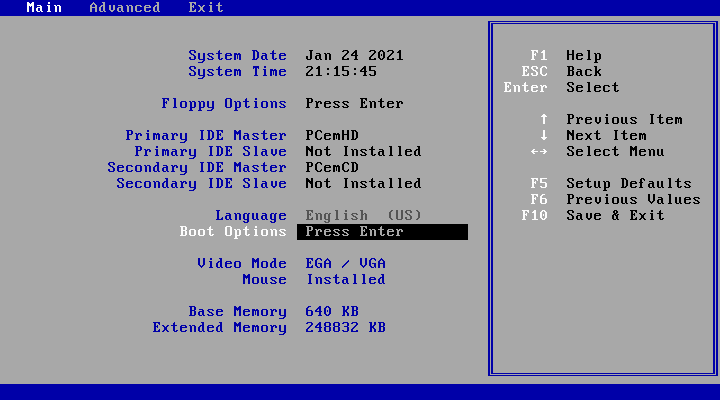 Main Advanced Exit
System Date Jan 24 2021
System Time 21:15:45
Floppy Options Press Enter
Primary IDE Master PCemHD
Primary IDE Slave Not Installed
Secondary IDE Master PCemCD
Secondary IDE Slave Not Installed
Language English (US)
Boot Options Press Enter
Video Mode EGA / VGA
Mouse Installed
Base Memory 640 KB
Extended Memory 248832 KB
F1 Help
ESC Back
Enter Select
↑ Previous Item
↓ Next Item
↔ Select Menu
F5 Setup Defaults
F6 Previous Values
F10 Save & Exit